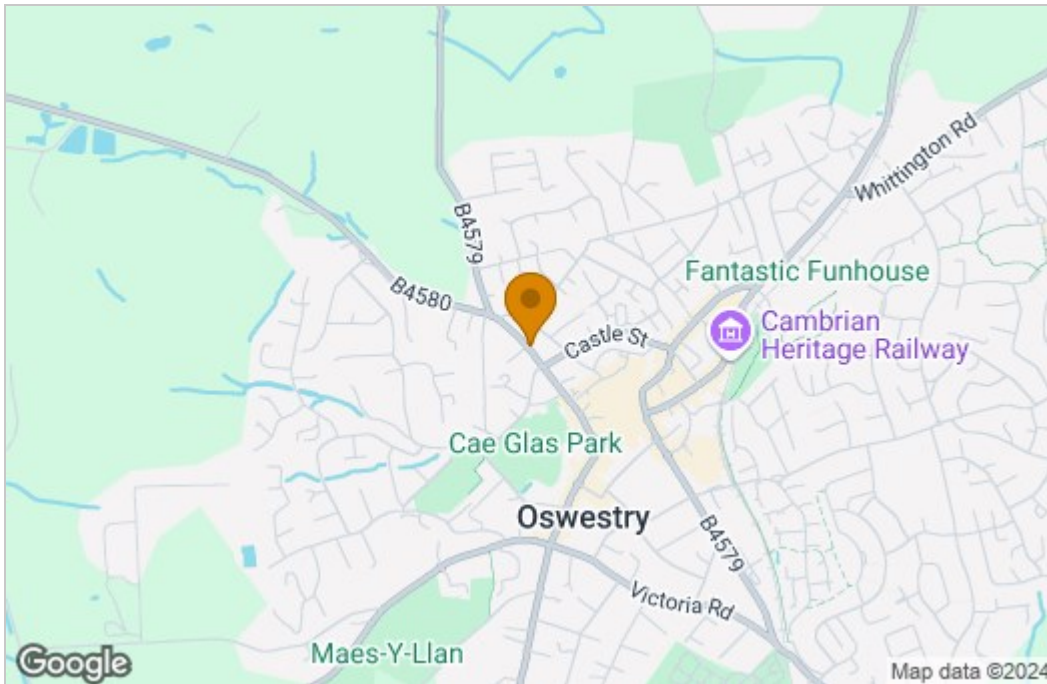 Whittington Rd
B4579
Fantastic Funhouse
B4580
Cambrian
Heritage Railway
Castle St
Cae Glas Park
Oswestry
B4579
Victoria Rd
Maes-Y-Llan
Google
Map data ©2024